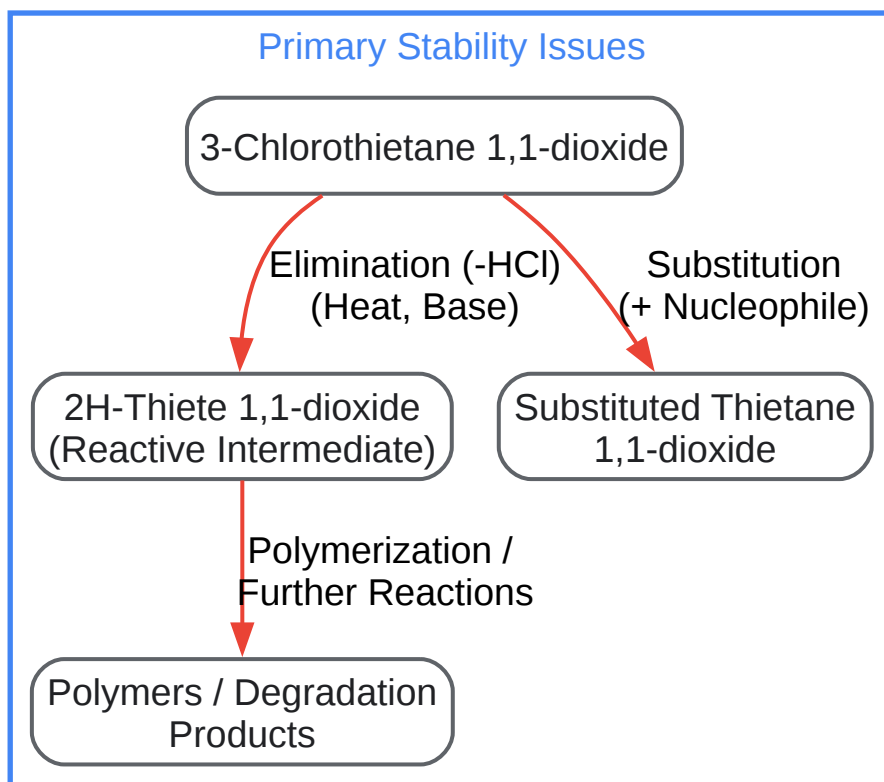 Primary Stability Issues
3-Chlorothietane 1,1-dioxide
Elimination (-HCl)
(Heat, Base)
Substitution
(+ Nucleophile)
2H-Thiete 1,1-dioxide
(Reactive Intermediate)
Substituted Thietane
1,1-dioxide
Polymerization /
Further Reactions
Polymers / Degradation
Products